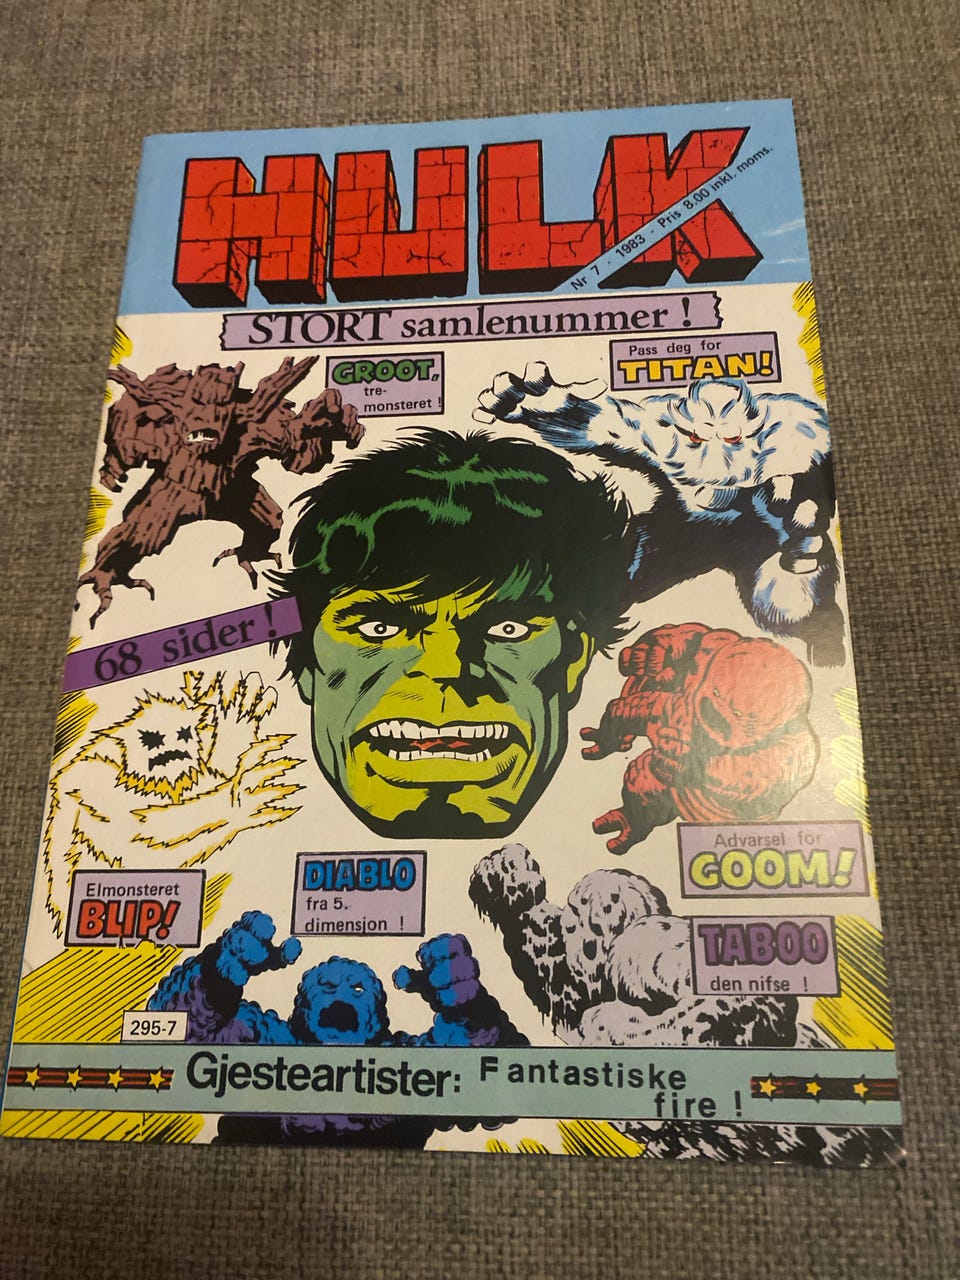 HULK
Nr 7 - 1983 - Pris 8.00 inkl. moms.
STORT samlenummer !
GROOT,
tre-
monsteret !
Pass deg for
TITAN!
68 sider !
Advarsel for
GOOM!
Elmonsteret
BLIP!
DIABLO
fra 5.
dimensjon !
TABOO
den nifse !
295-7
Gjesteartister: Fantastiske
fire !